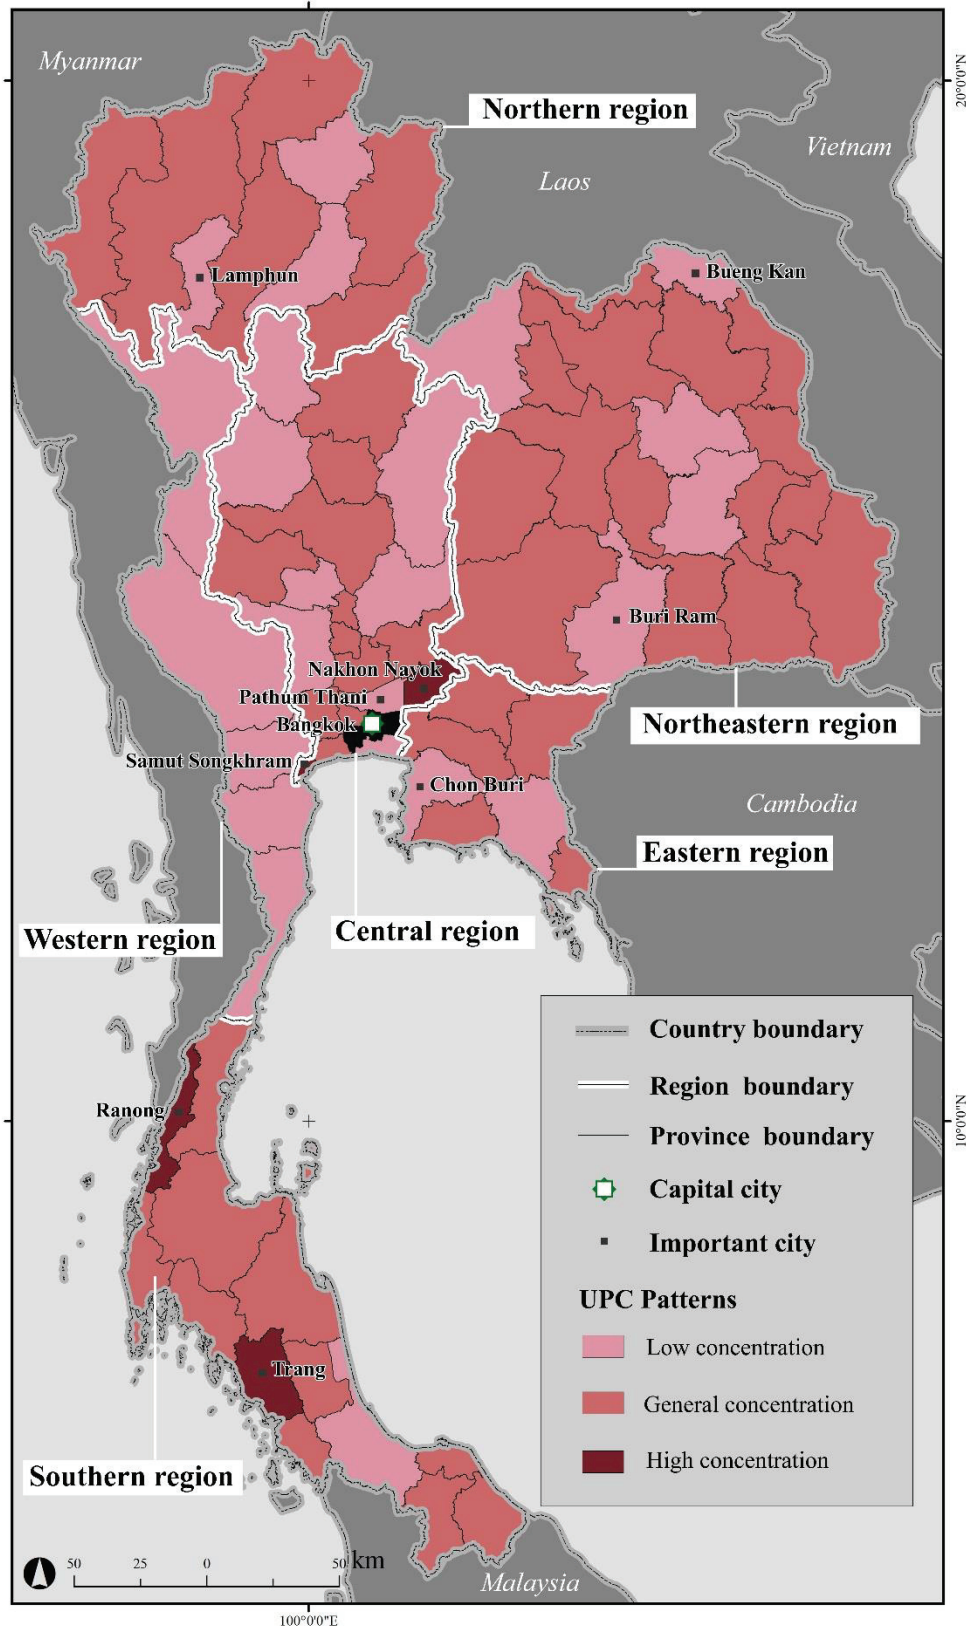 Myanmar
20°0'0"N
Northern region
Vietnam
Laos
Lamphun
Bueng Kan
Buri Ram
Nakhon Nayok
Pathum Thani
Bangkok
Northeastern region
Samut Songkhram
Chon Buri
Cambodia
Eastern region
Western region
Central region
Country boundary
Region boundary
Ranong
10°0'0"N
Province boundary
Capital city
Important city
UPC Patterns
Low concentration
Trang
General concentration
High concentration
Southern region
50 25 0 50 km
Malaysia
100°0'0"E